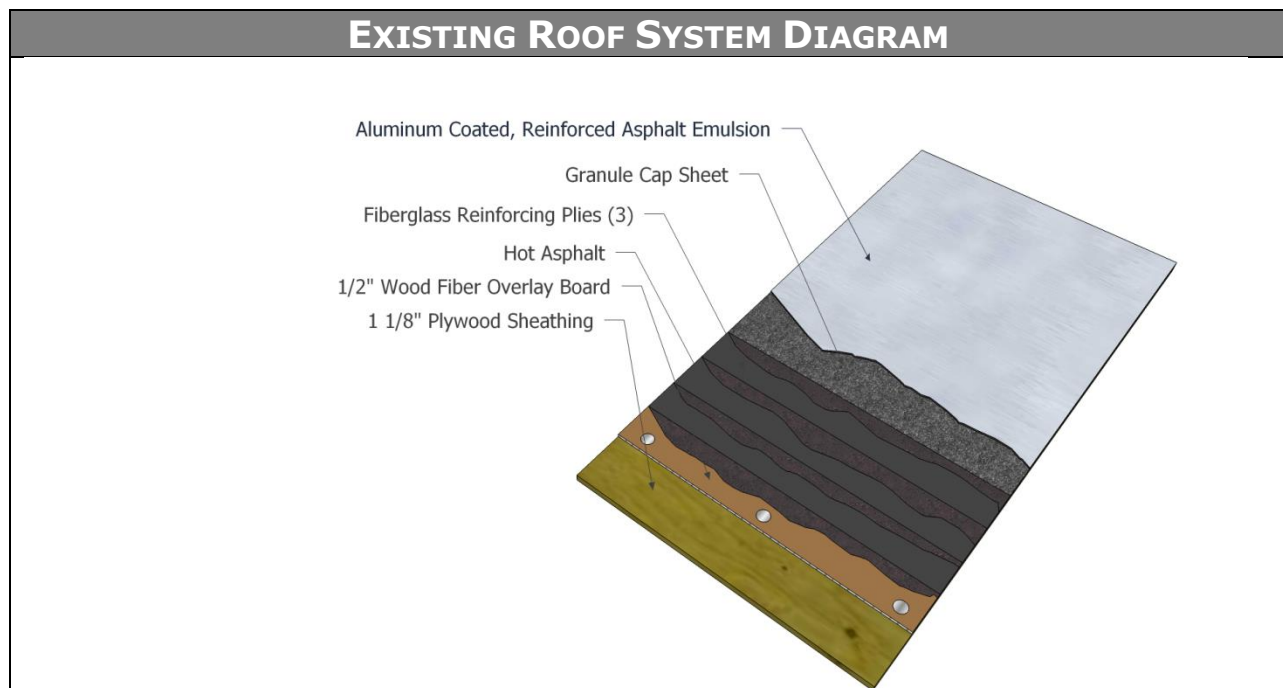 EXISTING ROOF SYSTEM DIAGRAM
Aluminum Coated, Reinforced Asphalt Emulsion
Granule Cap Sheet
Fiberglass Reinforcing Plies (3)
Hot Asphalt
1/2" Wood Fiber Overlay Board
1 1/8" Plywood Sheathing